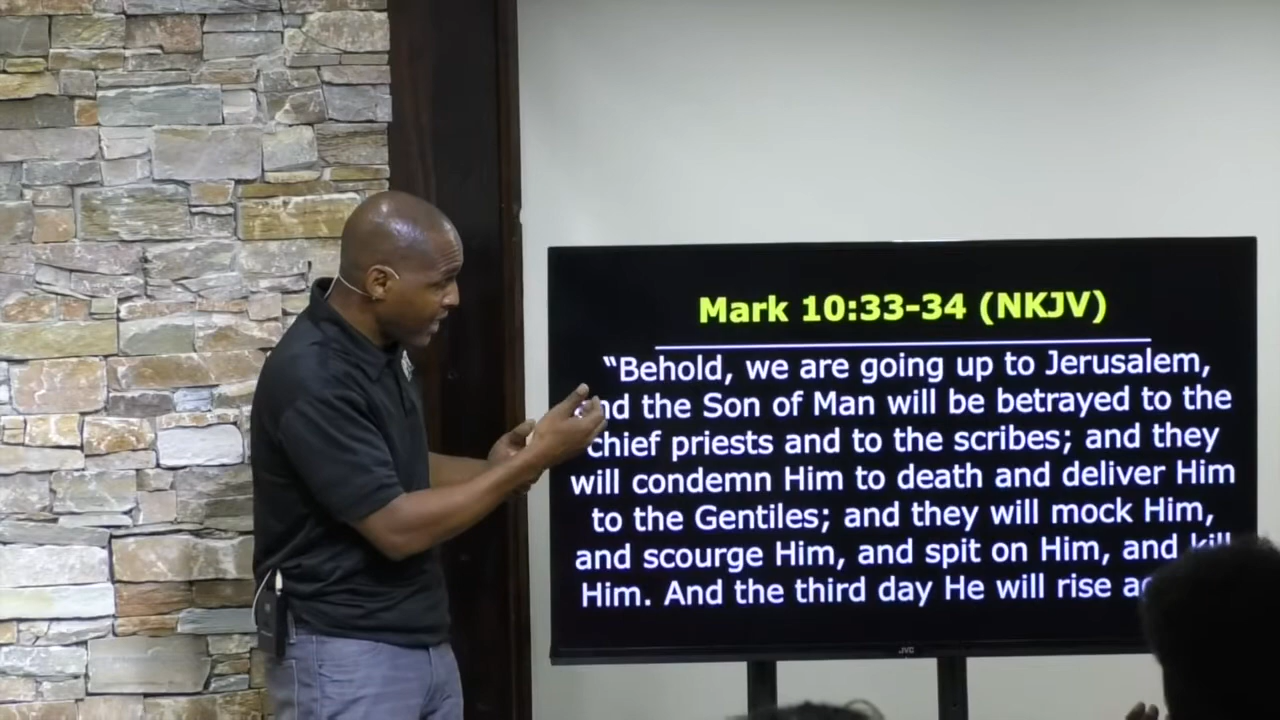 Mark 10:33-34 (NKJV)
“Behold, we are going up to Jerusalem,
the Son of Man will be betrayed to the
chief priests and to the scribes; and they
will condemn Him to death and deliver Him
to the Gentiles; and they will mock Him,
and scourge Him, and spit on Him, and kill
Him. And the third day He will rise
JVC